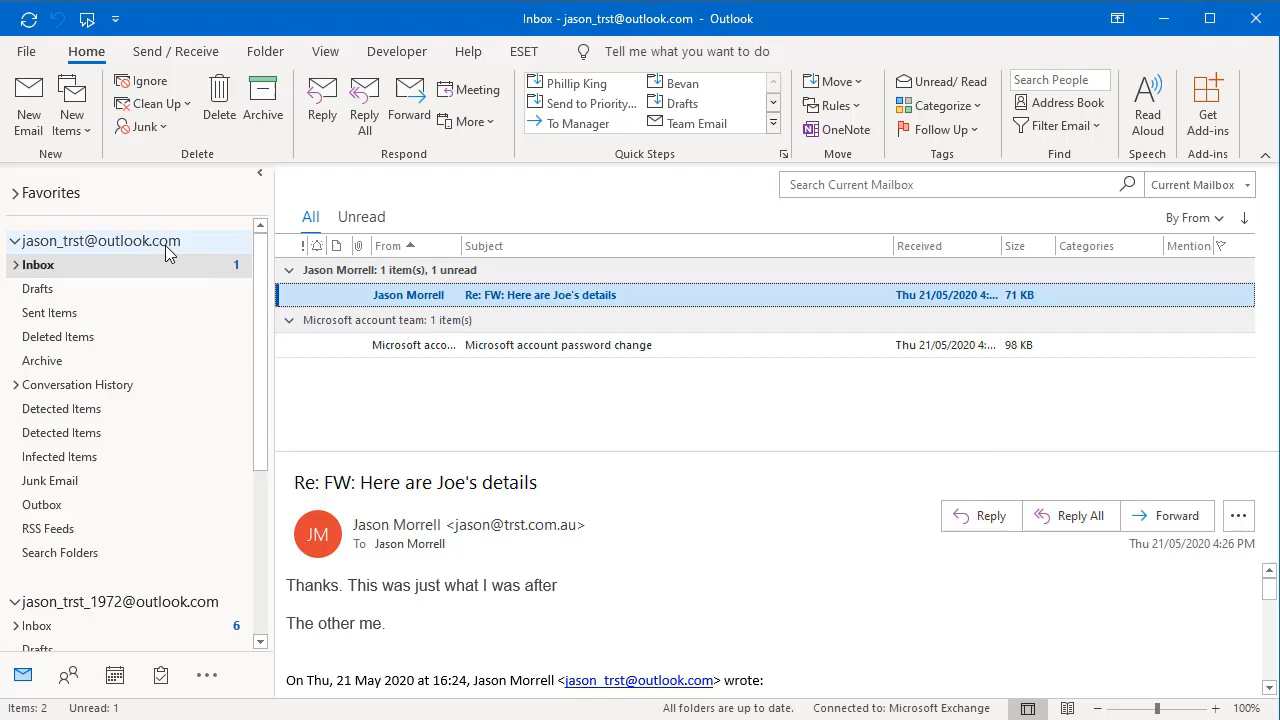 Inbox - jason_trst@outlook.com - Outlook
File Home Send / Receive Folder View Developer Help ESET Tell me what you want to do
New Email
New Items
New
Ignore
Clean Up
Junk
Delete
Archive
Delete
Reply
Reply All
Forward
Meeting
More
Respond
Phillip King
Send to Priority...
To Manager
Bevan
Drafts
Team Email
Quick Steps
Move
Rules
OneNote
Move
Unread/ Read
Categorize
Follow Up
Tags
Search People
Address Book
Filter Email
Find
Read Aloud
Speech
Get Add-ins
Add-ins
Favorites
jason_trst@outlook.com
Inbox 1
Drafts
Sent Items
Deleted Items
Archive
Conversation History
Detected Items
Detected Items
Infected Items
Junk Email
Outbox
RSS Feeds
Search Folders
jason_trst_1972@outlook.com
Inbox 6
Drafts
Search Current Mailbox Current Mailbox
All Unread By From
From Subject Received Size Categories Mention
Jason Morrell: 1 item(s), 1 unread
Jason Morrell Re: FW: Here are Joe's details Thu 21/05/2020 4:... 71 KB
Microsoft account team: 1 item(s)
Microsoft acco... Microsoft account password change Thu 21/05/2020 4:... 98 KB
Re: FW: Here are Joe's details
JM
Jason Morrell <jason@trst.com.au>
To Jason Morrell
Reply Reply All Forward
Thu 21/05/2020 4:26 PM
Thanks. This was just what I was after
The other me.
On Thu, 21 May 2020 at 16:24, Jason Morrell <jason_trst@outlook.com> wrote:
Items: 2 Unread: 1 All folders are up to date. Connected to: Microsoft Exchange 100%